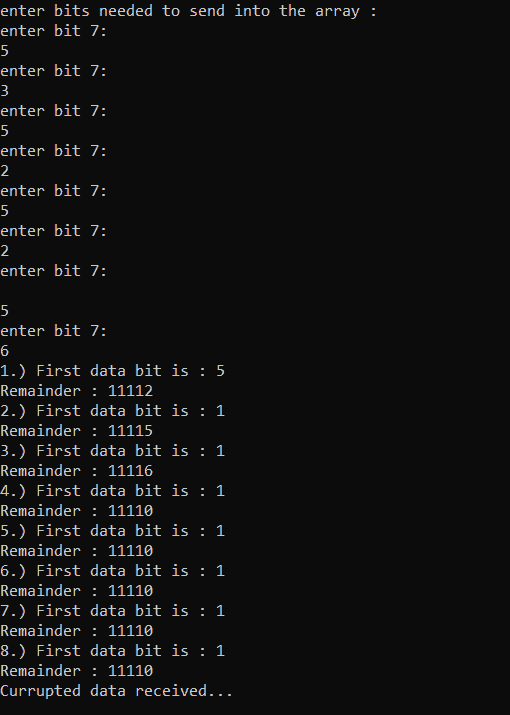 enter bits needed to send into the array :
enter bit 7:
5
enter bit 7:
3
enter bit 7:
5
enter bit 7:
2
enter bit 7:
5
enter bit 7:
2
enter bit 7:
5
enter bit 7:
6
1.) First data bit is : 5
Remainder : 11112
2.) First data bit is : 1
Remainder : 11115
3.) First data bit is : 1
Remainder : 11116
4.) First data bit is : 1
Remainder : 11110
5.) First data bit is : 1
Remainder : 11110
6.) First data bit is : 1
Remainder : 11110
7.) First data bit is : 1
Remainder : 11110
8.) First data bit is : 1
Remainder : 11110
Currupted data received...